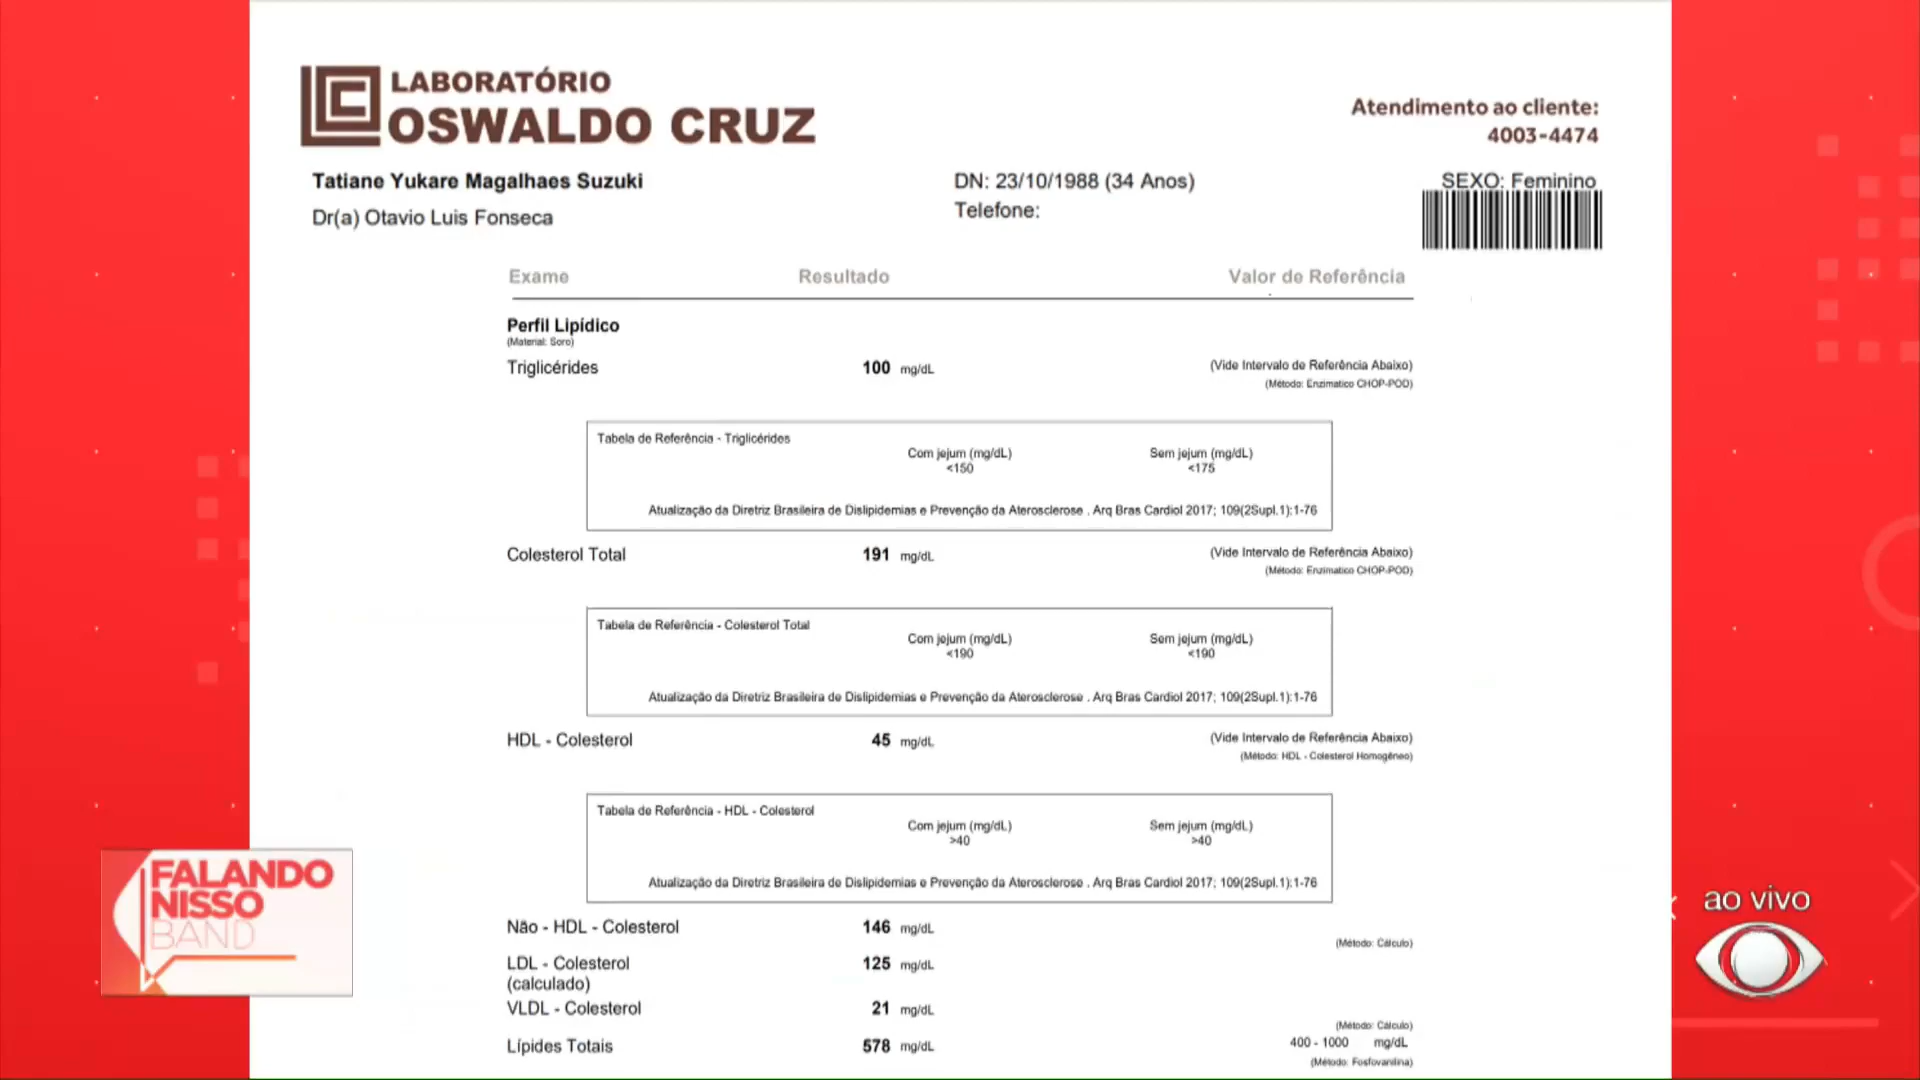 LABORATÓRIO
OSWALDO CRUZ
Atendimento ao cliente:
4003-4474
Tatiane Yukare Magalhaes Suzuki
DN: 23/10/1988 (34 Anos)
SEXO: Feminino
Dr(a) Otavio Luis Fonseca
Telefone:
Exame Resultado Valor de Referência
Perfil Lipídico
(Material: Soro)
Triglicérides 100 mg/dL (Vide Intervalo de Referência Abaixo)
(Método: Enzimatico CHOP-POD)
Tabela de Referência - Triglicérides
Com jejum (mg/dL) Sem jejum (mg/dL)
<150 <175
Atualização da Diretriz Brasileira de Dislipidemias e Prevenção da Aterosclerose . Arq Bras Cardiol 2017; 109(2Supl.1):1-76
Colesterol Total 191 mg/dL (Vide Intervalo de Referência Abaixo)
(Método: Enzimatico CHOP-POD)
Tabela de Referência - Colesterol Total
Com jejum (mg/dL) Sem jejum (mg/dL)
<190 <190
Atualização da Diretriz Brasileira de Dislipidemias e Prevenção da Aterosclerose . Arq Bras Cardiol 2017; 109(2Supl.1):1-76
HDL - Colesterol 45 mg/dL (Vide Intervalo de Referência Abaixo)
(Método: HDL - Colesterol Homogêneo)
Tabela de Referência - HDL - Colesterol
Com jejum (mg/dL) Sem jejum (mg/dL)
>40 >40
Atualização da Diretriz Brasileira de Dislipidemias e Prevenção da Aterosclerose . Arq Bras Cardiol 2017; 109(2Supl.1):1-76
Não - HDL - Colesterol 146 mg/dL
(Método: Cálculo)
LDL - Colesterol 125 mg/dL
(calculado)
VLDL - Colesterol 21 mg/dL
(Método: Cálculo)
Lípides Totais 578 mg/dL 400 - 1000 mg/dL
(Método: Fosfovanilina)
FALANDO
NISSO
BAND
ao vivo